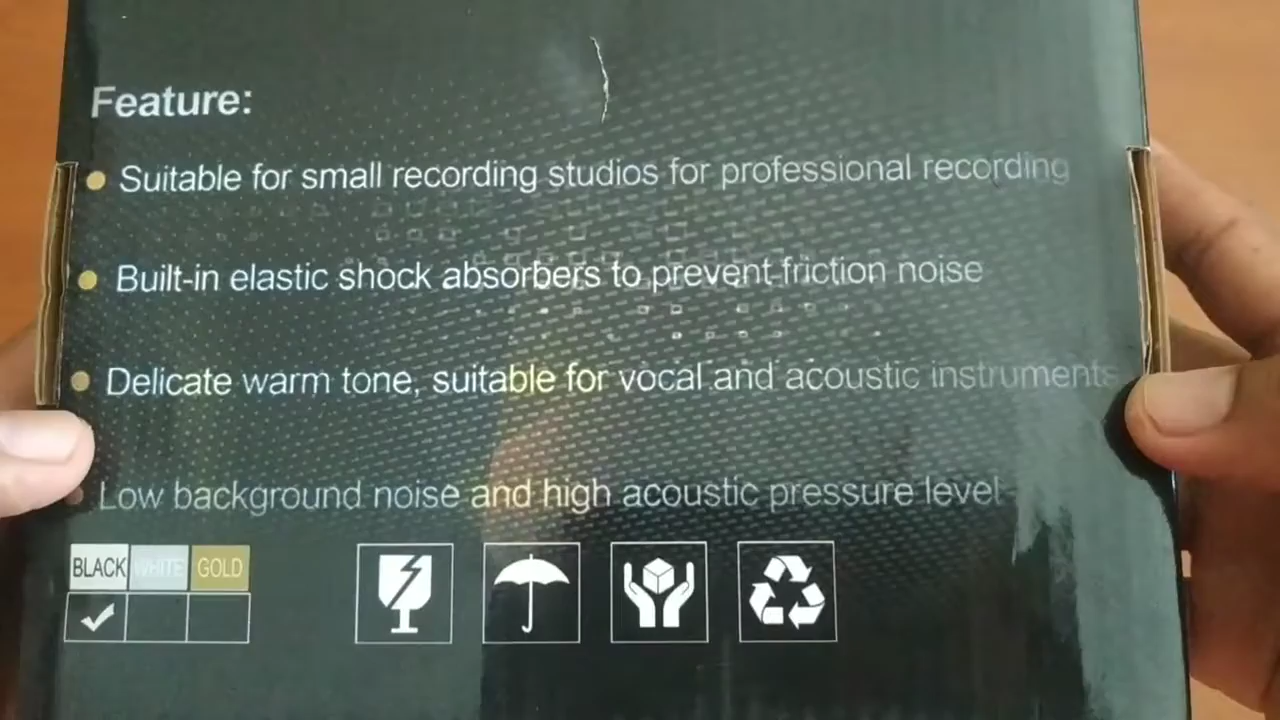 Feature:
Suitable for small recording studios for professional recording
Built-in elastic shock absorbers to prevent friction noise
Delicate warm tone, suitable for vocal and acoustic instruments
Low background noise and high acoustic pressure level
BLACK WHITE GOLD